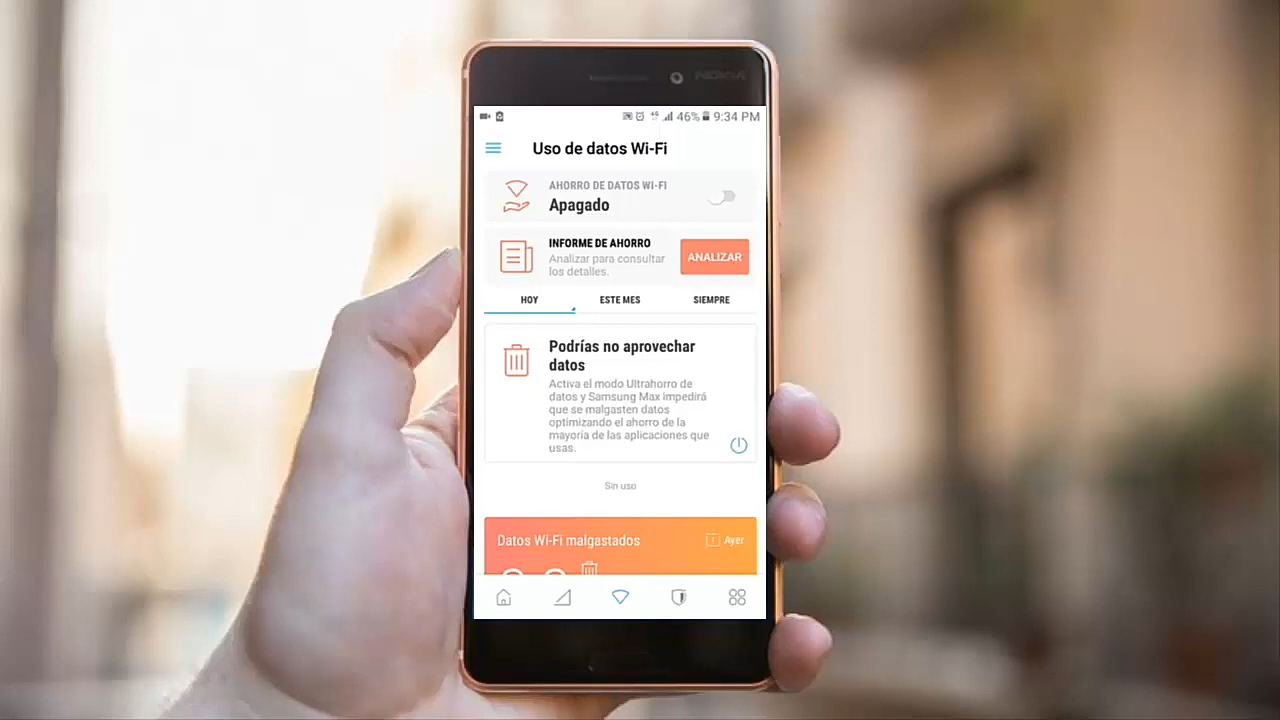 NOKIA
46% 9:34 PM
Uso de datos Wi-Fi
AHORRO DE DATOS WI-FI
Apagado
INFORME DE AHORRO
Analizar para consultar
los detalles.
ANALIZAR
HOY
ESTE MES
SIEMPRE
Podrías no aprovechar
datos
Activa el modo Ultrahorro de
datos y Samsung Max impedirá
que se malgasten datos
optimizando el ahorro de la
mayoría de las aplicaciones que
usas.
Sin uso
Datos Wi-Fi malgastados
Ayer